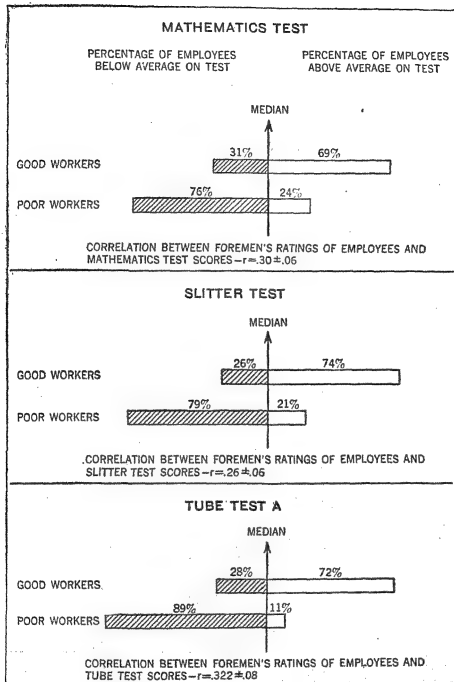 MATHEMATICS TEST
PERCENTAGE OF EMPLOYEES PERCENTAGE OF EMPLOYEES
BELOW AVERAGE ON TEST ABOVE AVERAGE ON TEST
MEDIAN
31% 69%
GOOD WORKERS
76% 24%
POOR WORKERS
CORRELATION BETWEEN FOREMEN'S RATINGS OF EMPLOYEES AND
MATHEMATICS TEST SCORES—r=.30±.06
SLITTER TEST
MEDIAN
26% 74%
GOOD WORKERS
79% 21%
POOR WORKERS
CORRELATION BETWEEN FOREMEN'S RATINGS OF EMPLOYEES AND
SLITTER TEST SCORES—r=.26±.06
TUBE TEST A
MEDIAN
28% 72%
GOOD WORKERS
89% 11%
POOR WORKERS
CORRELATION BETWEEN FOREMEN'S RATINGS OF EMPLOYEES AND
TUBE TEST SCORES—r=.322±.08